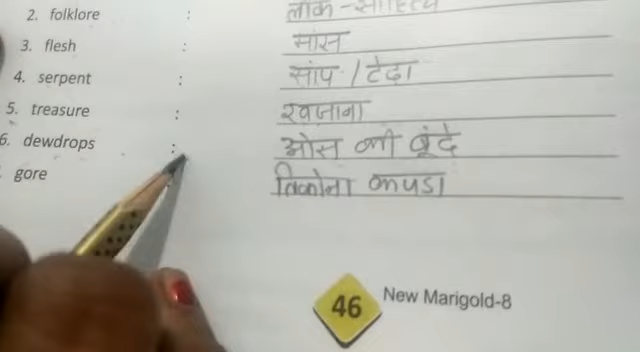 2. folklore : लोक-साहित्य
3. flesh : मांस
4. serpent : सांप / टेढ़ा
5. treasure : खजाना
6. dewdrops : ओस की बूंदे
gore तिकोना कपडा
46 New Marigold-8